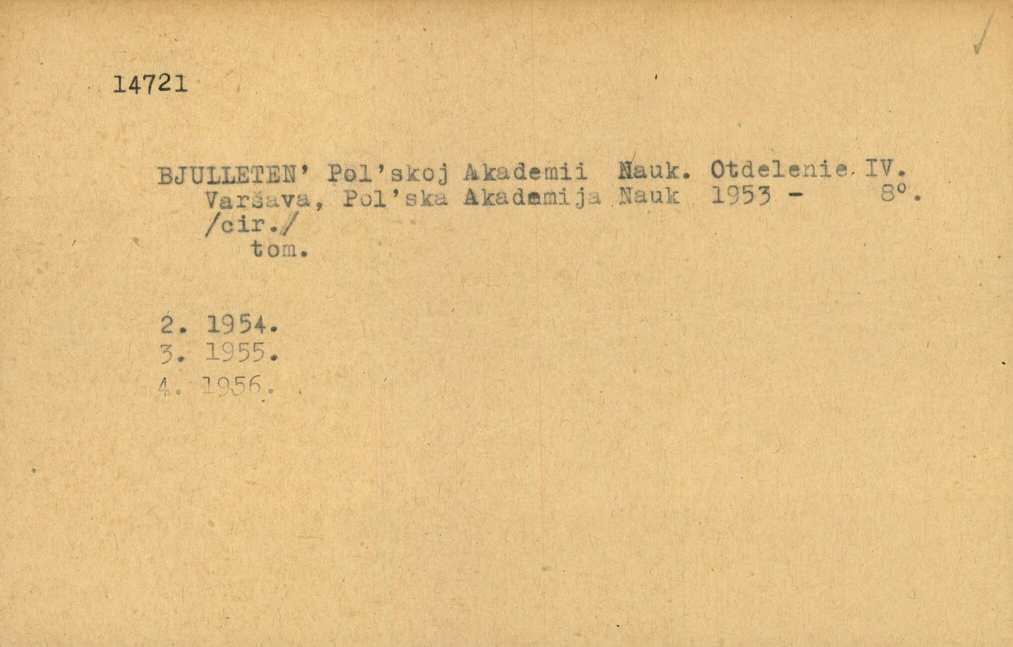 14721
BJULLETEN' Pol'skoj Akademii Nauk. Otdelenie IV.
Varšava, Pol'ska Akademija Nauk 1953 - 8°.
/cir./
tom.
2. 1954.
3. 1955.
4. 1956.